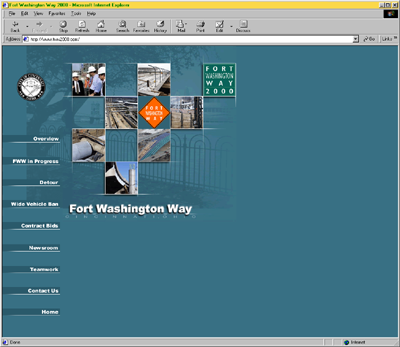 Fort Washington Way 2000 - Microsoft Internet Explorer
File Edit View Favorites Tools Help
Back Forward Stop Refresh Home Search Favorites History Mail Print Edit Discuss
Address http://www.fww2000.com/ Go Links
FORT
WASHINGTON
WAY
2000
FORT
WASHINGTON
WAY
Overview
FWW in Progress
Detour
Wide Vehicle Ban
Contract Bids
Newsroom
Teamwork
Contact Us
Home
Fort Washington Way
Done Internet